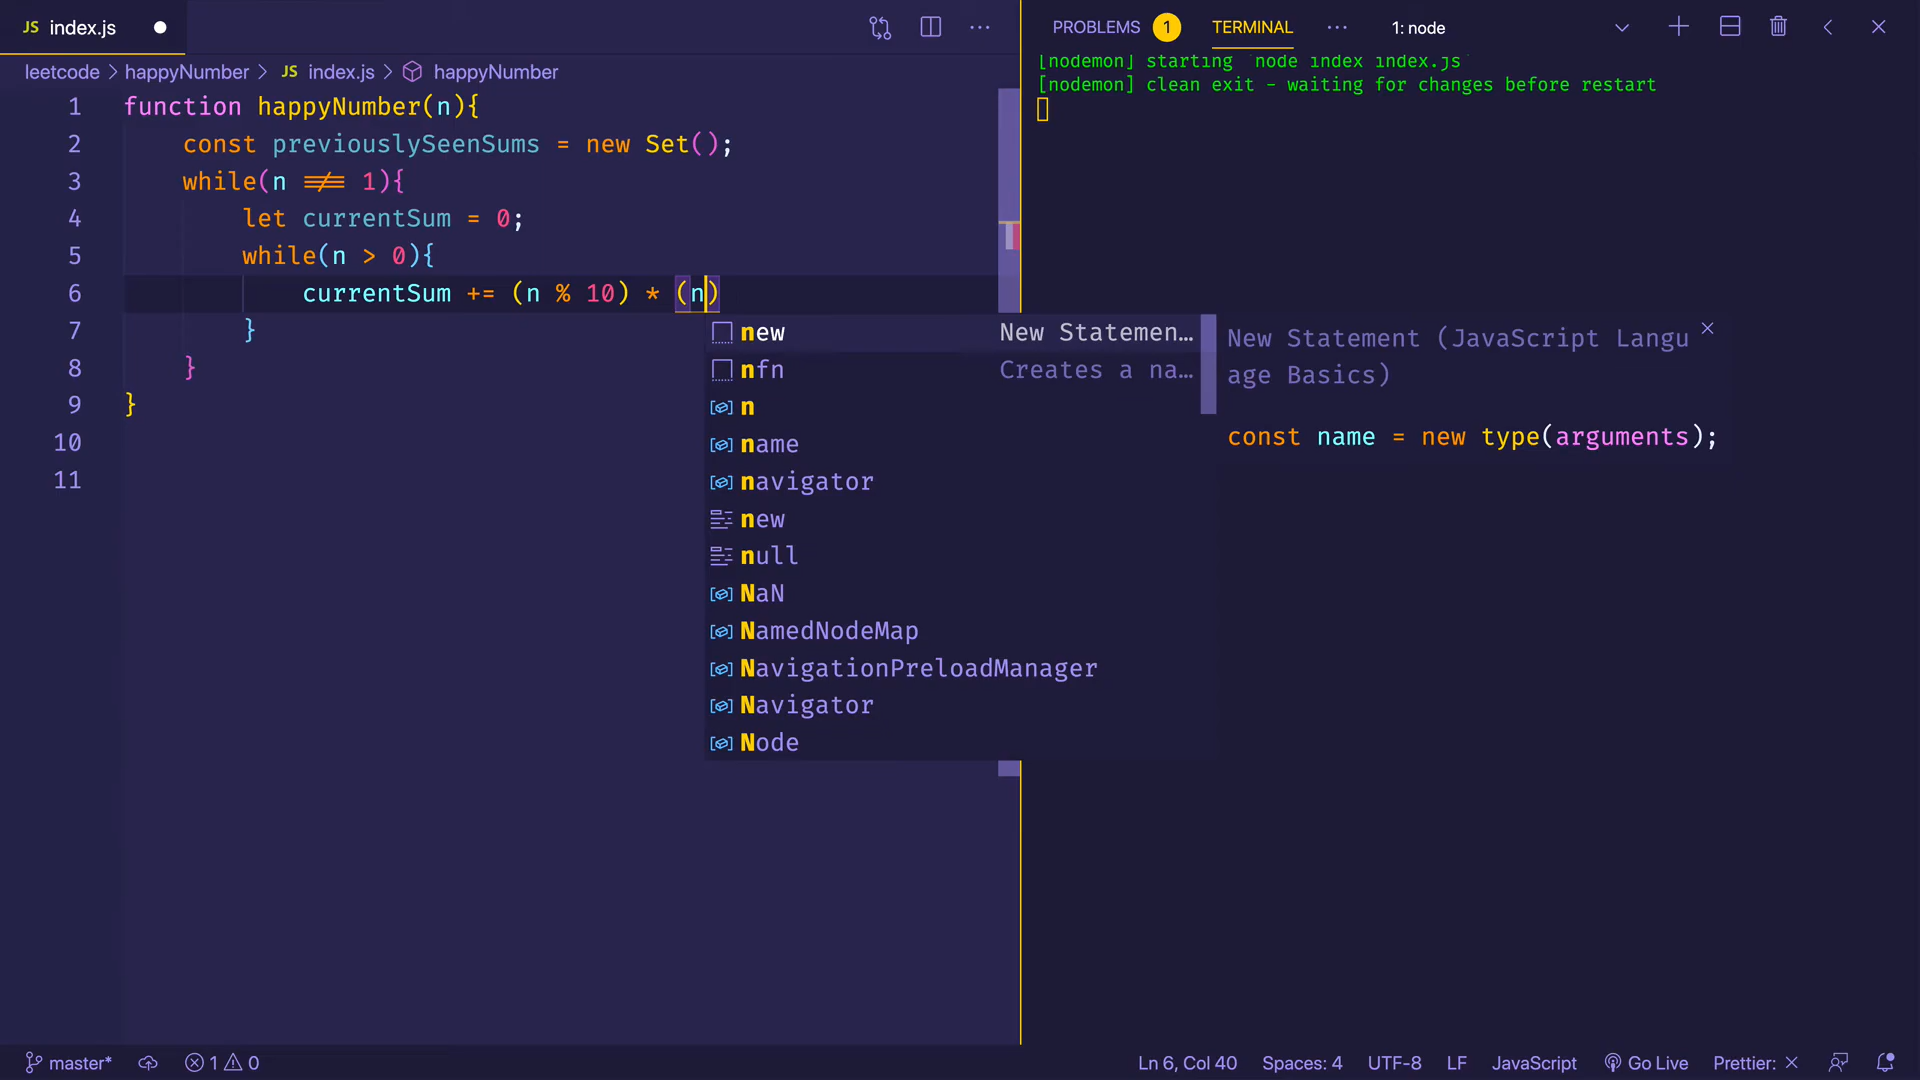 JS index.js
PROBLEMS 1 TERMINAL ··· 1: node
leetcode > happyNumber > JS index.js > happyNumber
[nodemon] starting `node index index.js`
[nodemon] clean exit - waiting for changes before restart
1 function happyNumber(n){
2 const previouslySeenSums = new Set();
3 while(n !== 1){
4 let currentSum = 0;
5 while(n > 0){
6 currentSum += (n % 10) * (n)
7 }
8 }
9 }
10
11
new New Statemen…
nfn Creates a na…
n
name
navigator
new
null
NaN
NamedNodeMap
NavigationPreloadManager
Navigator
Node
New Statement (JavaScript Langu
age Basics)
const name = new type(arguments);
master* 1 0 Ln 6, Col 40 Spaces: 4 UTF-8 LF JavaScript Go Live Prettier: ×